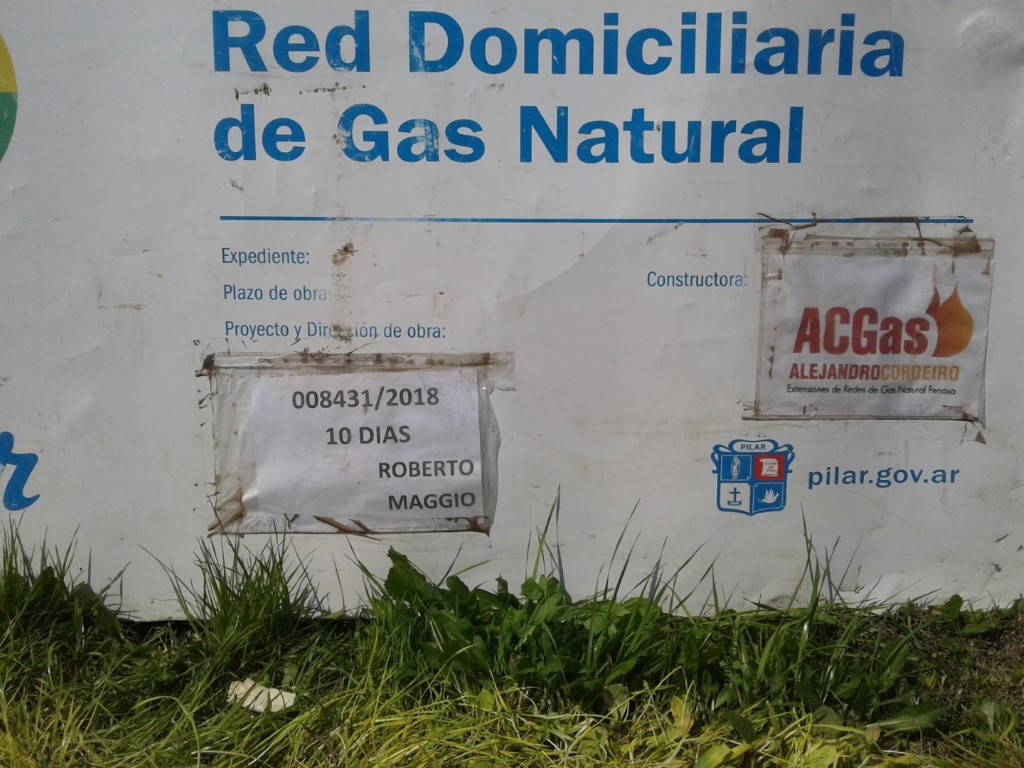 Red Domiciliaria
de Gas Natural
Expediente:
Plazo de obra:
Proyecto y Dirección de obra:
008431/2018
10 DIAS
ROBERTO
MAGGIO
Constructora:
ACGas
ALEJANDROCORDEIRO
Extensiones de Redes de Gas Natural Fenosa
PILAR
pilar.gov.ar
r